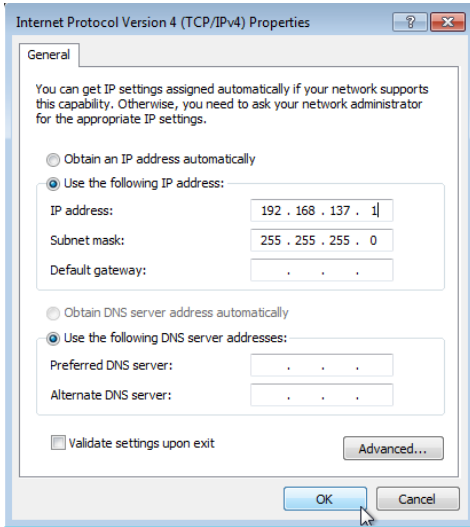 Internet Protocol Version 4 (TCP/IPv4) Properties
General
You can get IP settings assigned automatically if your network supports
this capability. Otherwise, you need to ask your network administrator
for the appropriate IP settings.
Obtain an IP address automatically
Use the following IP address:
IP address: 192 . 168 . 137 . 1
Subnet mask: 255 . 255 . 255 . 0
Default gateway: . . .
Obtain DNS server address automatically
Use the following DNS server addresses:
Preferred DNS server: . . .
Alternate DNS server: . . .
Validate settings upon exit
Advanced...
OK Cancel